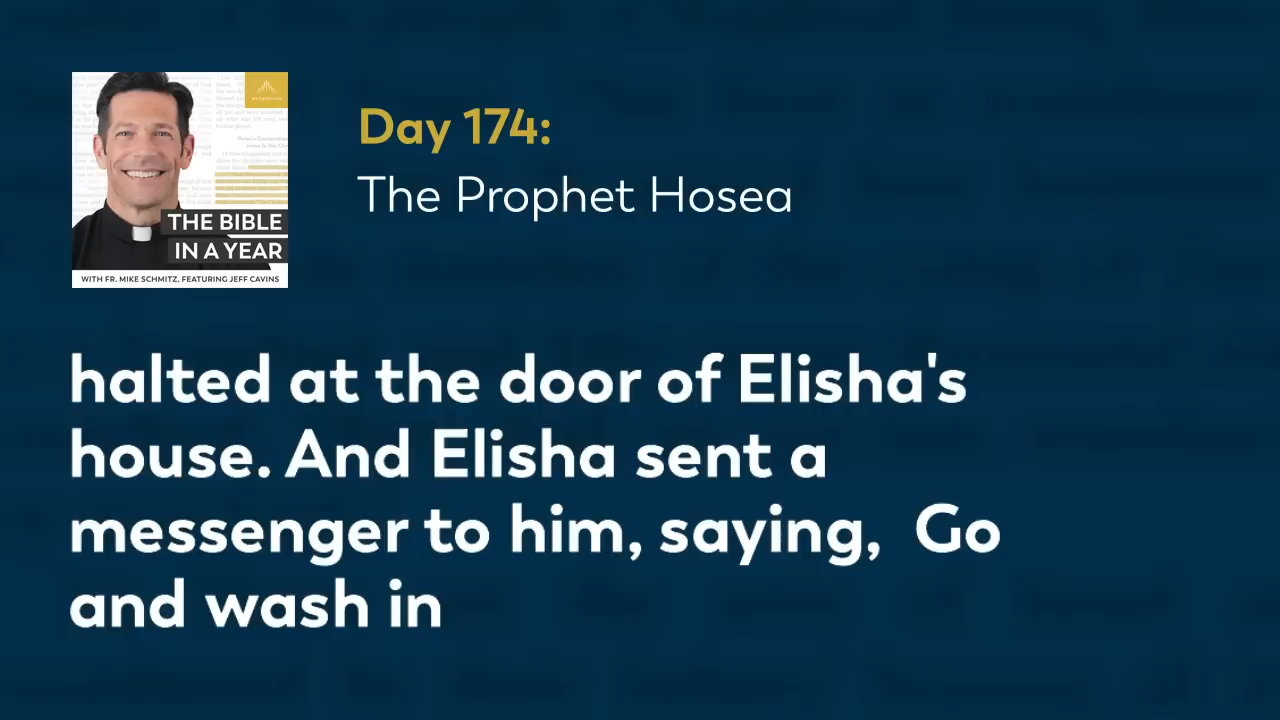 Day 174:
The Prophet Hosea
THE BIBLE
IN A YEAR
WITH FR. MIKE SCHMITZ, FEATURING JEFF CAVINS
halted at the door of Elisha's
house. And Elisha sent a
messenger to him, saying,  Go
and wash in